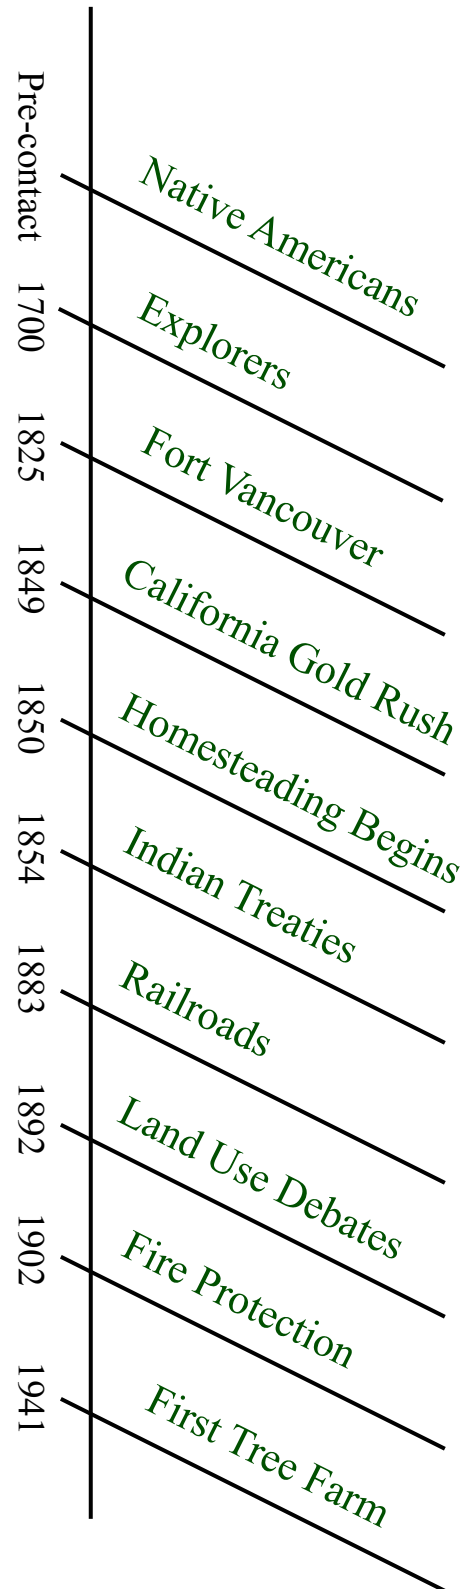 Pre-contact
Native Americans
1700
Explorers
1825
Fort Vancouver
1849
California Gold Rush
1850
Homesteading Begins
1854
Indian Treaties
1883
Railroads
1892
Land Use Debates
1902
Fire Protection
1941
First Tree Farm